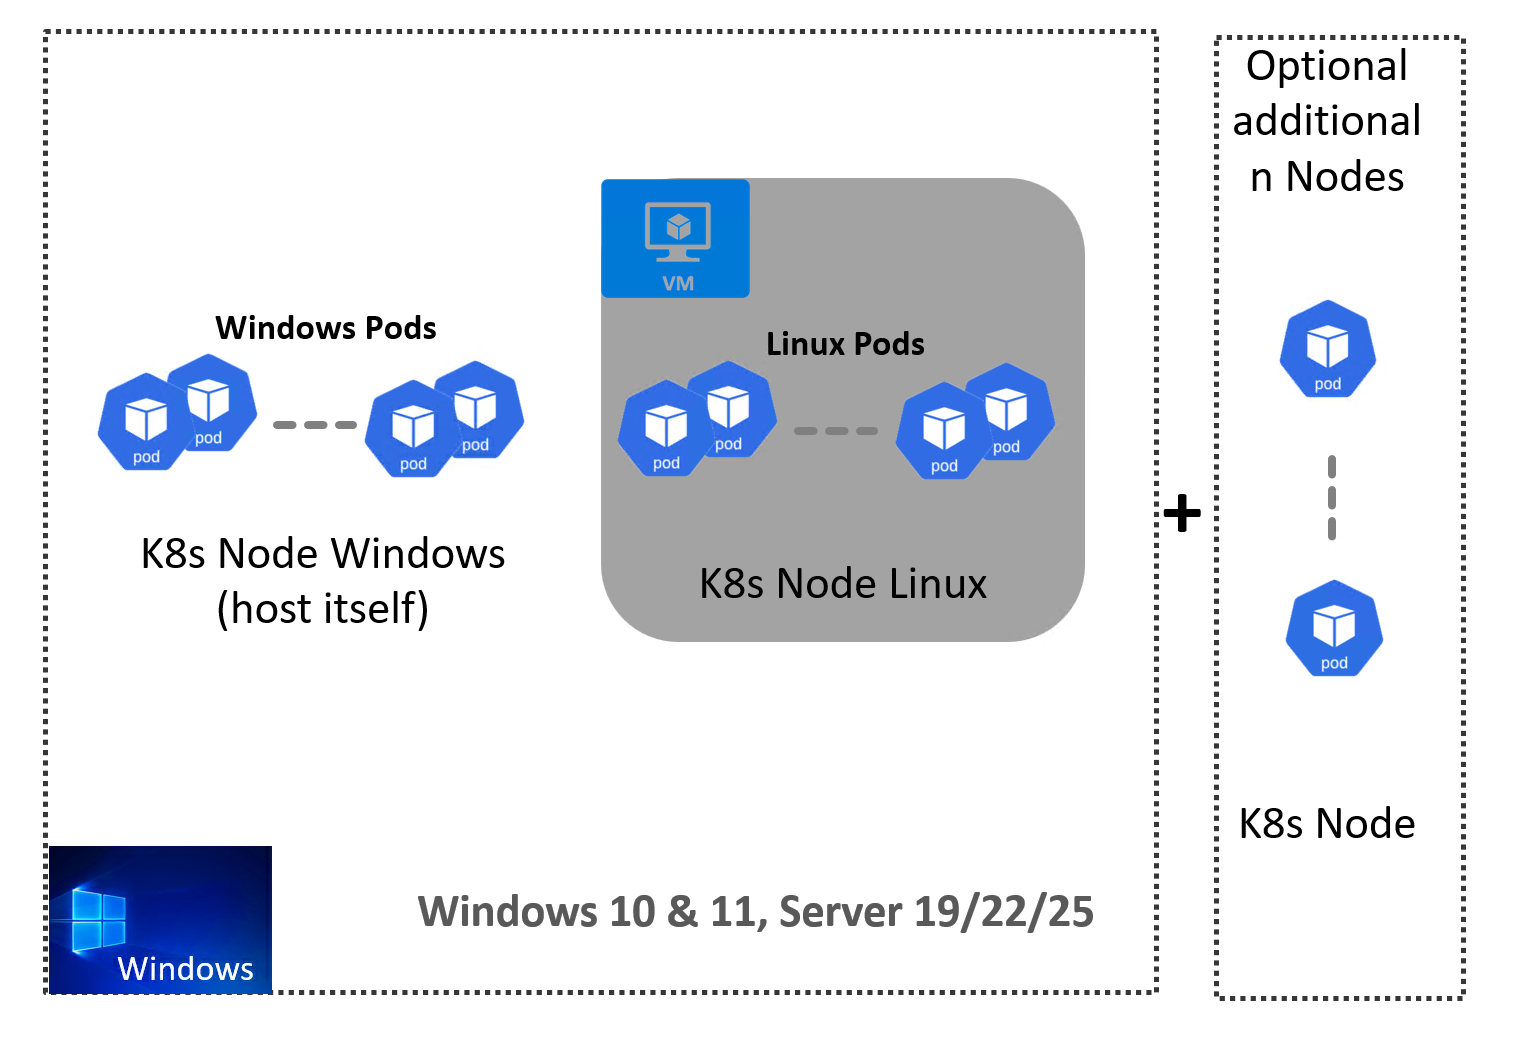 Windows Pods
pod
pod
pod
pod
K8s Node Windows
(host itself)
VM
Linux Pods
pod
pod
pod
pod
K8s Node Linux
Windows
Windows 10 & 11, Server 19/22/25
+
Optional
additional
n Nodes
pod
pod
K8s Node